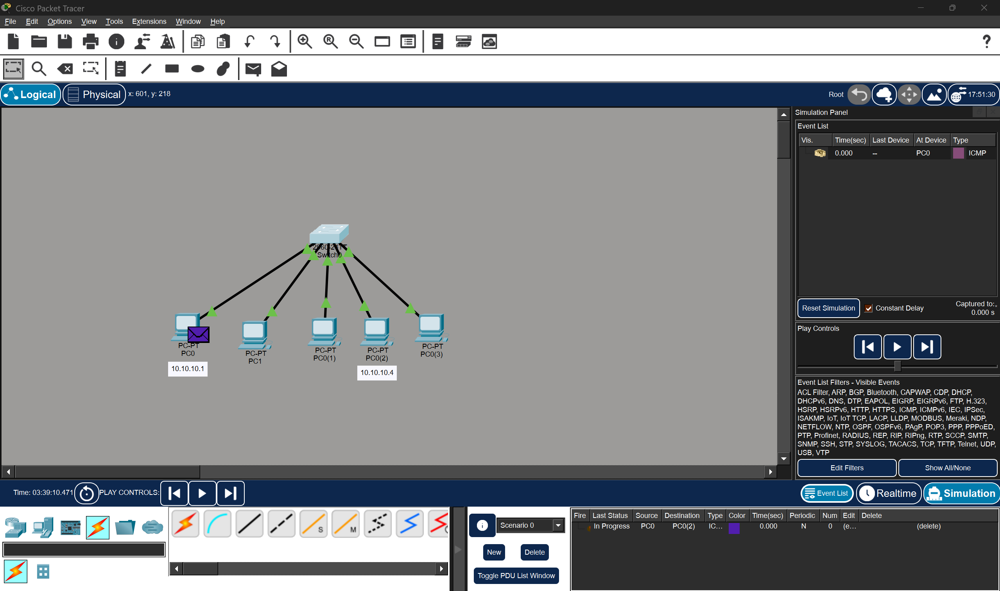 Cisco Packet Tracer
File Edit Options View Tools Extensions Window Help
Logical Physical x: 601, y: 218 Root 17:51:30
Simulation Panel
Event List
Vis. Time(sec) Last Device At Device Type
0.000 -- PC0 ICMP
2960-24TT
Switch0
PC-PT
PC0
10.10.10.1
PC-PT
PC1
PC-PT
PC0(1)
PC-PT
PC0(2)
10.10.10.4
PC-PT
PC0(3)
Reset Simulation Constant Delay Captured to:*
0.000 s
Play Controls
Event List Filters - Visible Events
ACL Filter, ARP, BGP, Bluetooth, CAPWAP, CDP, DHCP,
DHCPv6, DNS, DTP, EAPOL, EIGRP, EIGRPv6, FTP, H.323,
HSRP, HSRPv6, HTTP, HTTPS, ICMP, ICMPv6, IEC, IPSec,
ISAKMP, IoT, IoT TCP, LACP, LLDP, MODBUS, Meraki, NDP,
NETFLOW, NTP, OSPF, OSPFv6, PAgP, POP3, PPP, PPPoED,
PTP, Profinet, RADIUS, REP, RIP, RIPng, RTP, SCCP, SMTP,
SNMP, SSH, STP, SYSLOG, TACACS, TCP, TFTP, Telnet, UDP,
USB, VTP
Edit Filters Show All/None
Time: 03:39:10.471 PLAY CONTROLS: Event List Realtime Simulation
S M
Scenario 0
New Delete
Toggle PDU List Window
Fire Last Status Source Destination Type Color Time(sec) Periodic Num Edit Delete
In Progress PC0 PC0(2) IC... 0.000 N 0 (e... (delete)